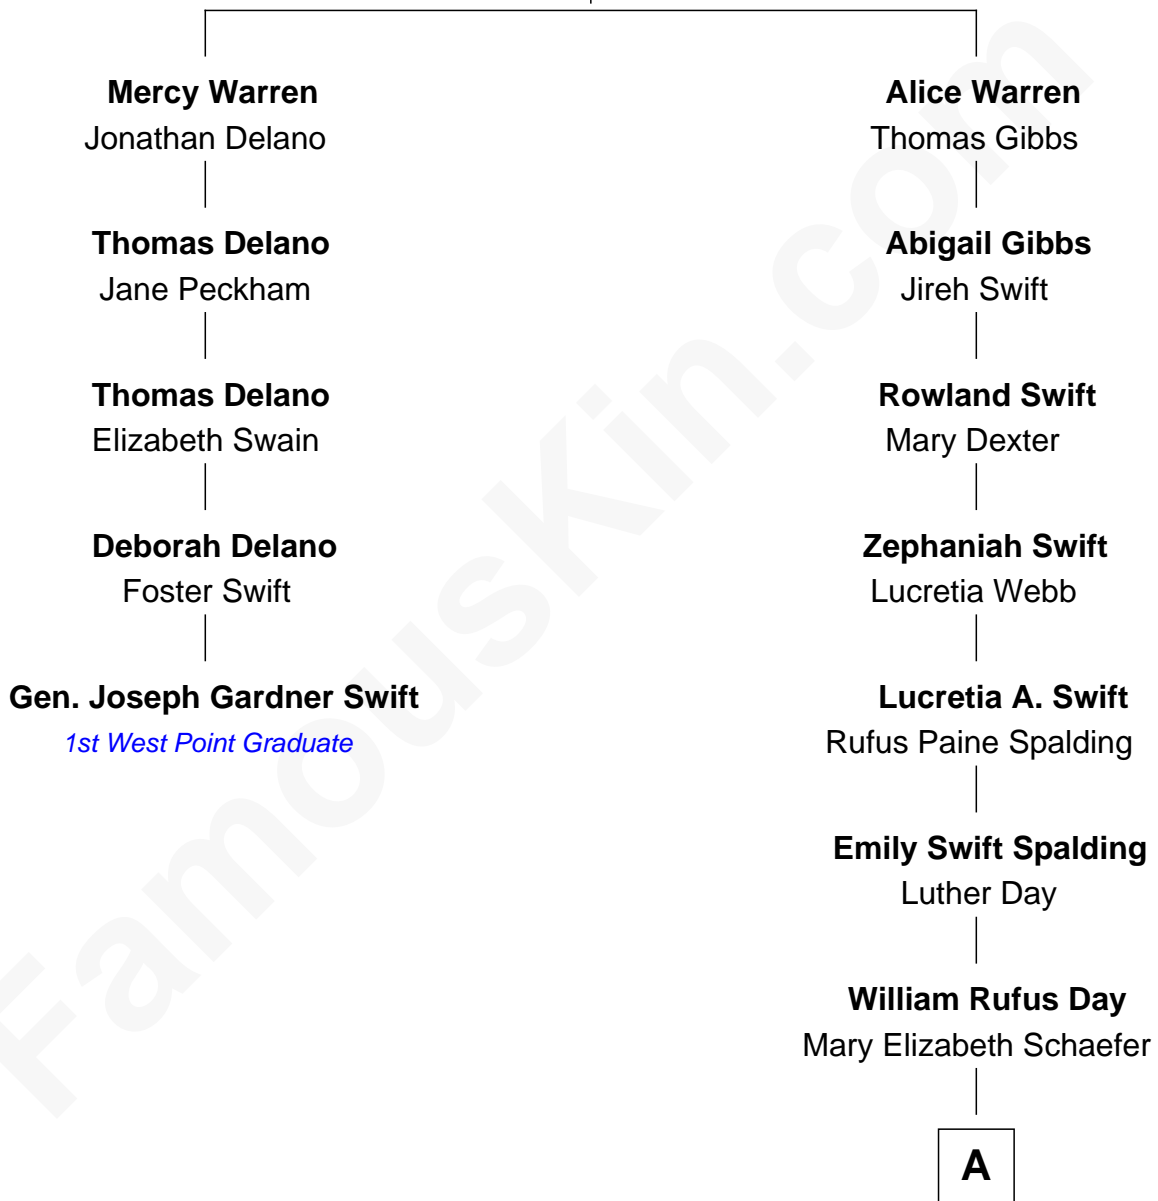 Mercy Warren
Jonathan Delano
Thomas Delano
Jane Peckham
Thomas Delano
Elizabeth Swain
Deborah Delano
Foster Swift
Gen. Joseph Gardner Swift
1st West Point Graduate
Alice Warren
Thomas Gibbs
Abigail Gibbs
Jireh Swift
Rowland Swift
Mary Dexter
Zephaniah Swift
Lucretia Webb
Lucretia A. Swift
Rufus Paine Spalding
Emily Swift Spalding
Luther Day
William Rufus Day
Mary Elizabeth Schaefer
A
FamousKin.com